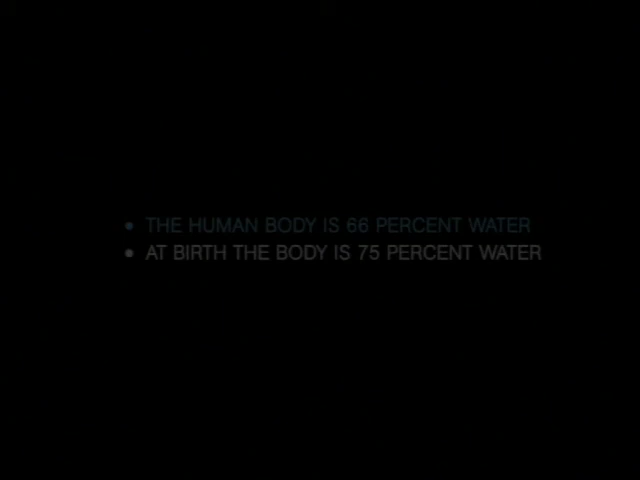 • THE HUMAN BODY IS 66 PERCENT WATER
• AT BIRTH THE BODY IS 75 PERCENT WATER